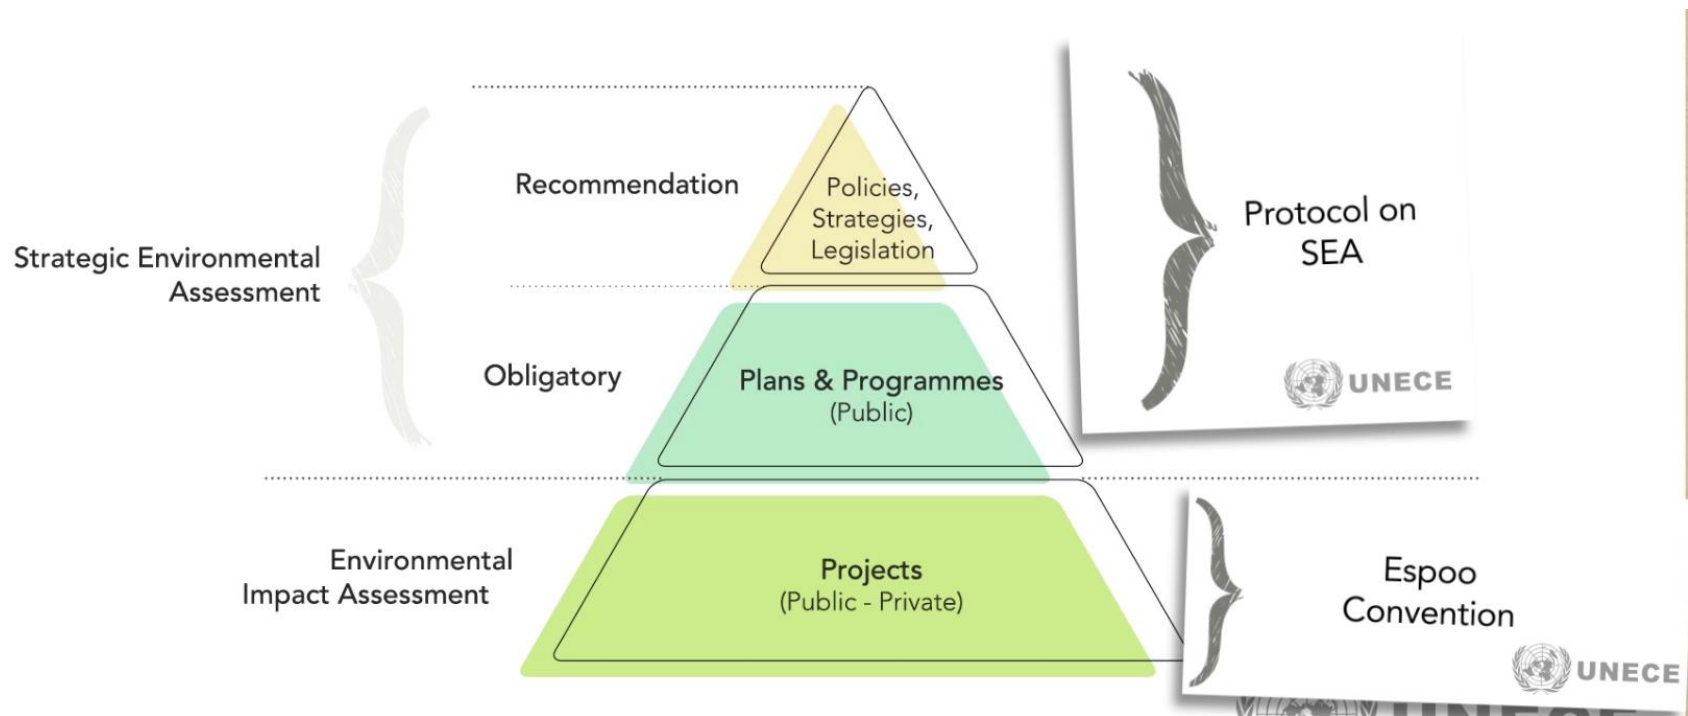 Recommendation
Policies,
Strategies,
Legislation
Strategic Environmental
Assessment
Protocol on
SEA
Obligatory
Plans & Programmes
(Public)
UNECE
Environmental
Impact Assessment
Projects
(Public - Private)
Espoo
Convention
UNECE
UNECE